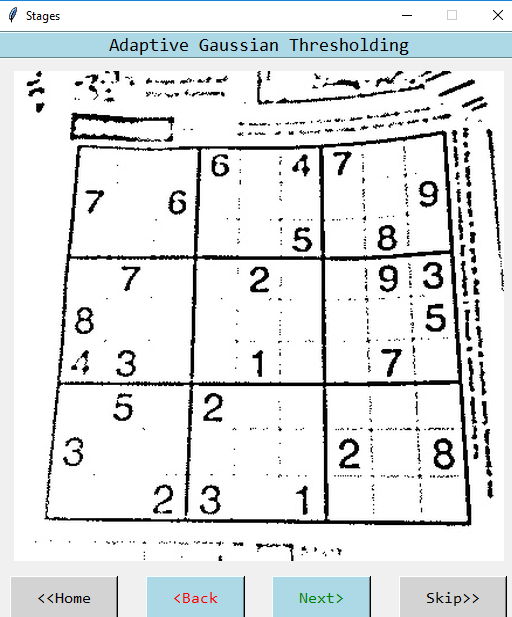 Stages
Adaptive Gaussian Thresholding
6 4 7
7 6 9
5 8
7 2 9 3
8 5
4 3 1 7
5 2
3 2 8
2 3 1
<<Home <Back Next> Skip>>